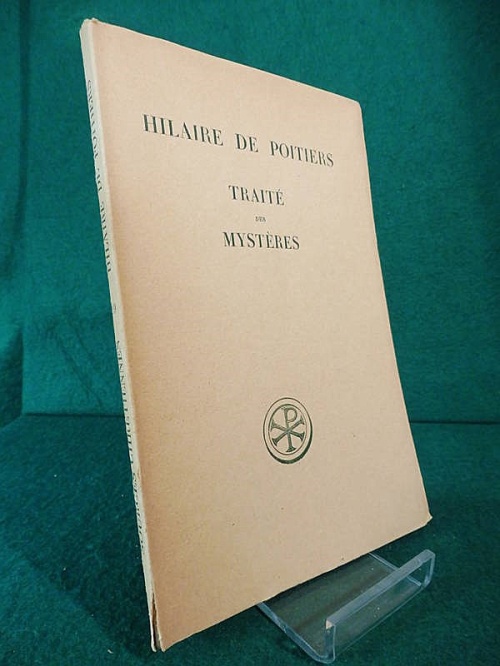 HILAIRE DE POITIERS
TRAITÉ
DES
MYSTÈRES